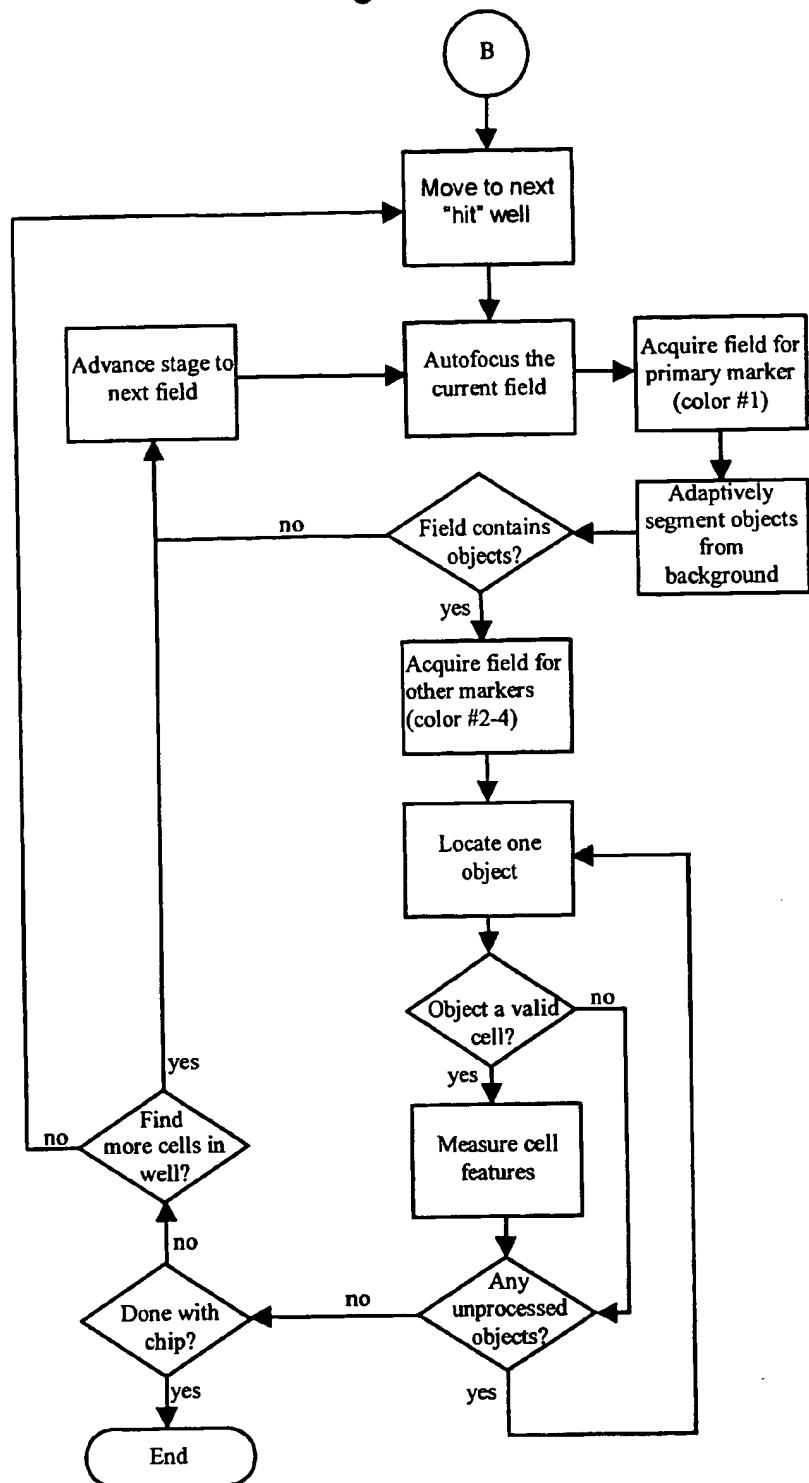 B
Move to next
"hit" well
Advance stage to
next field
Autofocus the
current field
Acquire field for
primary marker
(color #1)
Adaptively
segment objects
from
background
Field contains
objects?
no
yes
Acquire field for
other markers
(color #2-4)
Locate one
object
Object a valid
cell?
no
yes
Measure cell
features
Any
unprocessed
objects?
no
yes
Done with
chip?
no
yes
Find
more cells in
well?
no
yes
End